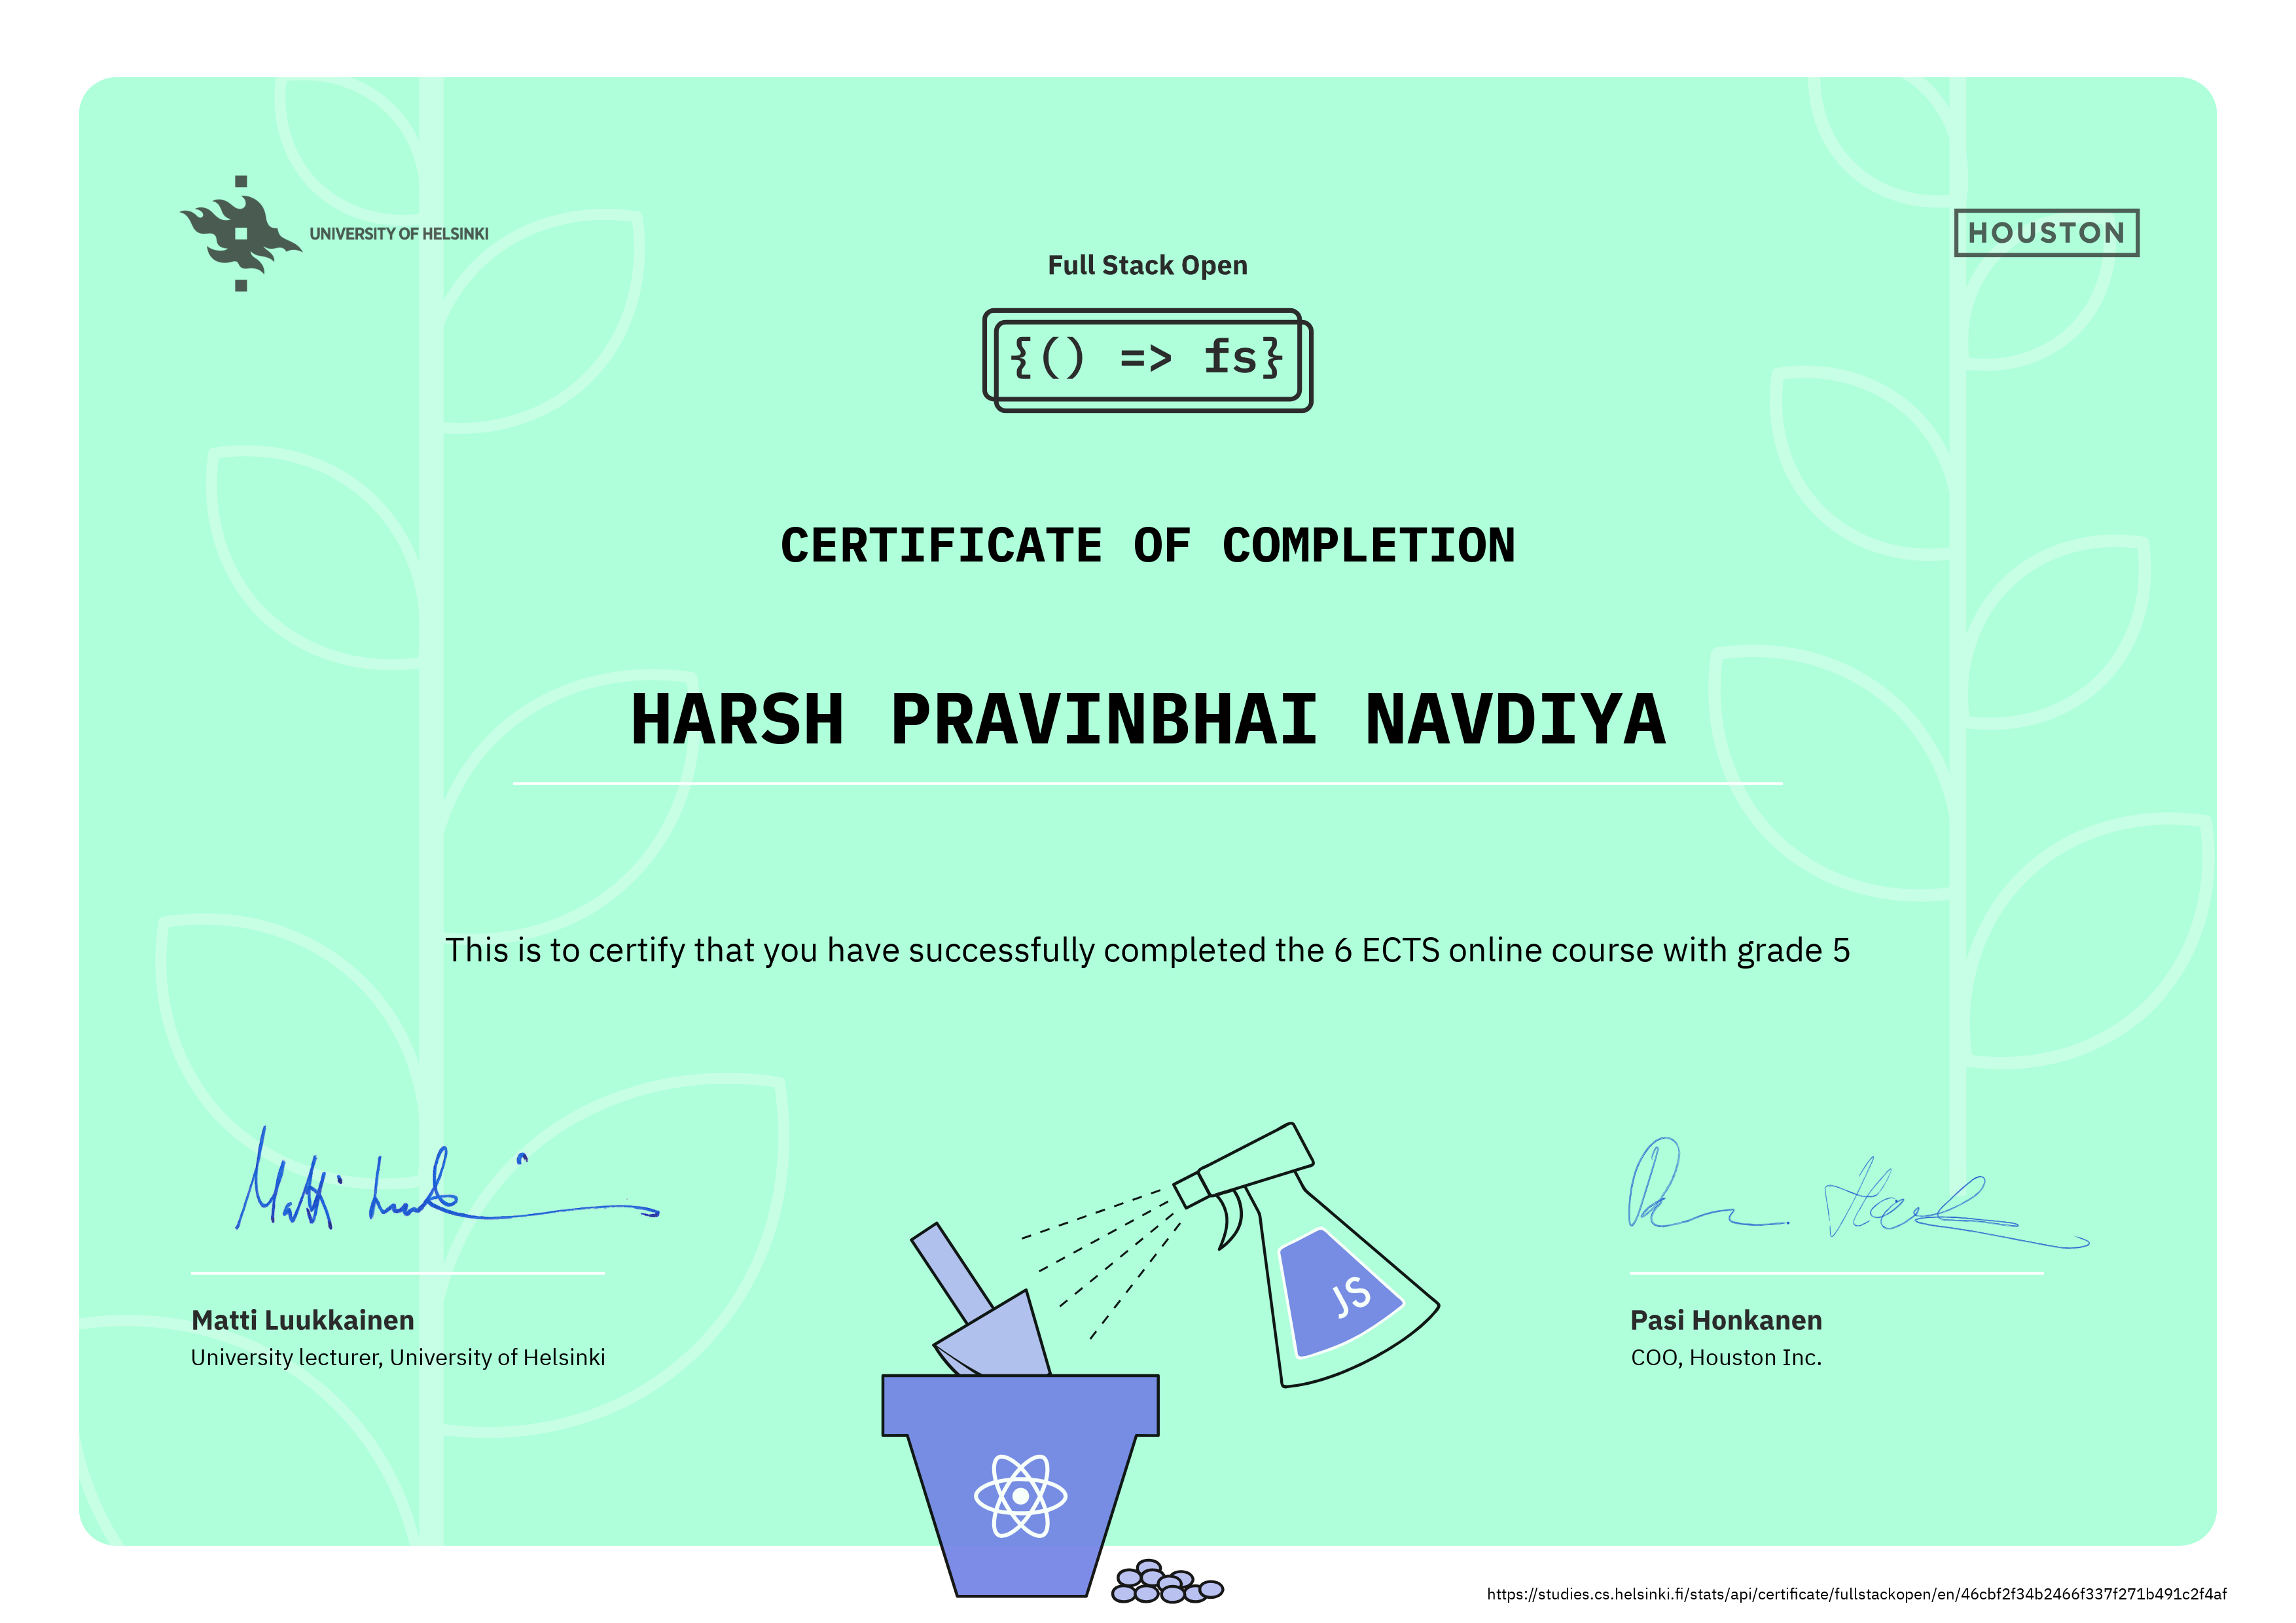 UNIVERSITY OF HELSINKI
HOUSTON
Full Stack Open
{() => fs}
CERTIFICATE OF COMPLETION
HARSH PRAVINBHAI NAVDIYA
This is to certify that you have successfully completed the 6 ECTS online course with grade 5
JS
Matti Luukkainen
University lecturer, University of Helsinki
Pasi Honkanen
COO, Houston Inc.
https://studies.cs.helsinki.fi/stats/api/certificate/fullstackopen/en/46cbf2f34b2466f337f271b491c2f4af